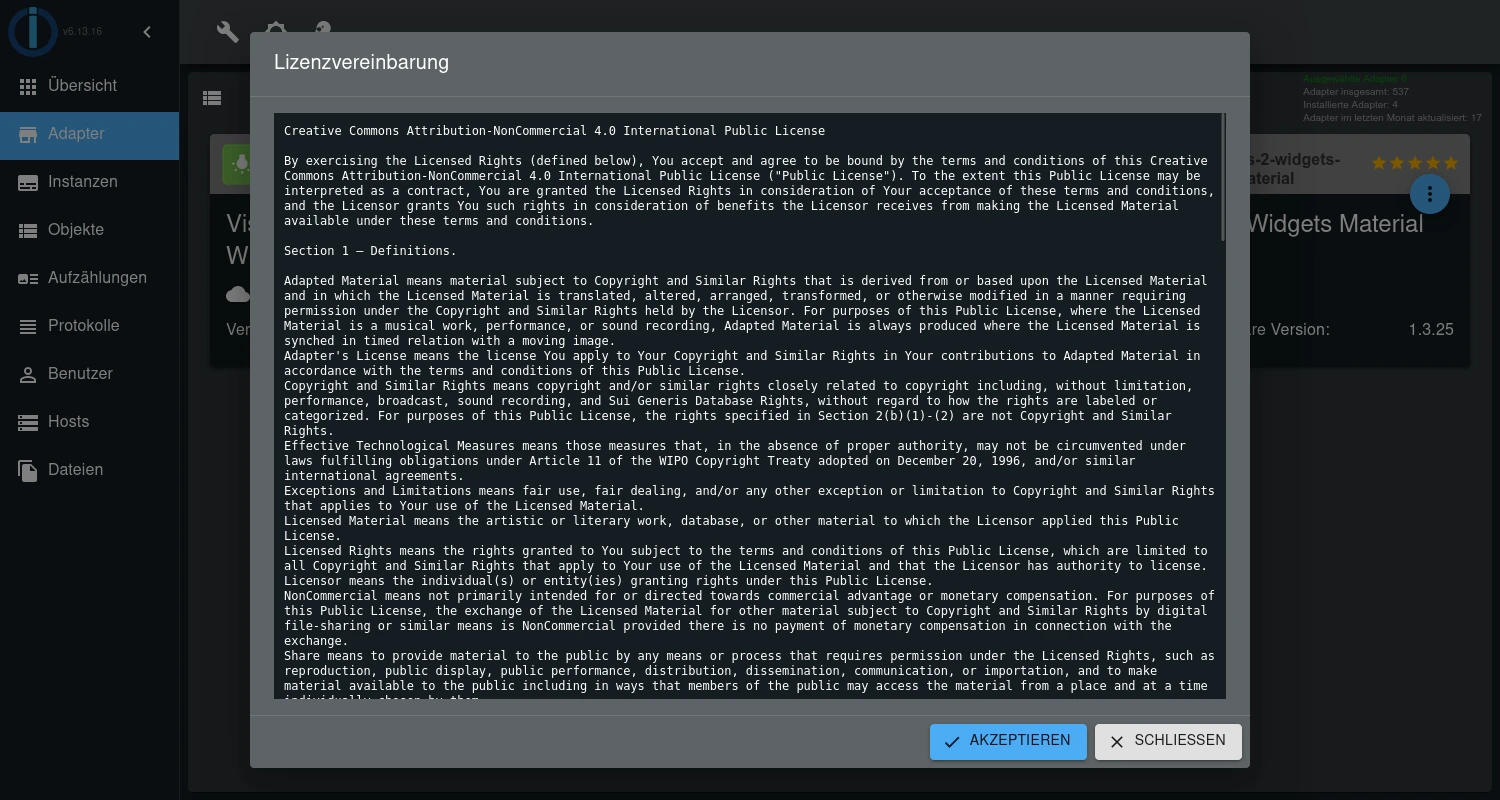 v6.13.16
Übersicht
Adapter
Instanzen
Objekte
Aufzählungen
Protokolle
Benutzer
Hosts
Dateien
Ausgewählte Adapter 6
Adapter insgesamt: 537
Installierte Adapter: 4
Adapter im letzten Monat aktualisiert: 17
Vis
W
Ver
s-2-widgets-
aterial
Widgets Material
are Version: 1.3.25
Lizenzvereinbarung
Creative Commons Attribution-NonCommercial 4.0 International Public License
By exercising the Licensed Rights (defined below), You accept and agree to be bound by the terms and conditions of this Creative
Commons Attribution-NonCommercial 4.0 International Public License ("Public License"). To the extent this Public License may be
interpreted as a contract, You are granted the Licensed Rights in consideration of Your acceptance of these terms and conditions,
and the Licensor grants You such rights in consideration of benefits the Licensor receives from making the Licensed Material
available under these terms and conditions.
Section 1 – Definitions.
Adapted Material means material subject to Copyright and Similar Rights that is derived from or based upon the Licensed Material
and in which the Licensed Material is translated, altered, arranged, transformed, or otherwise modified in a manner requiring
permission under the Copyright and Similar Rights held by the Licensor. For purposes of this Public License, where the Licensed
Material is a musical work, performance, or sound recording, Adapted Material is always produced where the Licensed Material is
synched in timed relation with a moving image.
Adapter's License means the license You apply to Your Copyright and Similar Rights in Your contributions to Adapted Material in
accordance with the terms and conditions of this Public License.
Copyright and Similar Rights means copyright and/or similar rights closely related to copyright including, without limitation,
performance, broadcast, sound recording, and Sui Generis Database Rights, without regard to how the rights are labeled or
categorized. For purposes of this Public License, the rights specified in Section 2(b)(1)-(2) are not Copyright and Similar
Rights.
Effective Technological Measures means those measures that, in the absence of proper authority, may not be circumvented under
laws fulfilling obligations under Article 11 of the WIPO Copyright Treaty adopted on December 20, 1996, and/or similar
international agreements.
Exceptions and Limitations means fair use, fair dealing, and/or any other exception or limitation to Copyright and Similar Rights
that applies to Your use of the Licensed Material.
Licensed Material means the artistic or literary work, database, or other material to which the Licensor applied this Public
License.
Licensed Rights means the rights granted to You subject to the terms and conditions of this Public License, which are limited to
all Copyright and Similar Rights that apply to Your use of the Licensed Material and that the Licensor has authority to license.
Licensor means the individual(s) or entity(ies) granting rights under this Public License.
NonCommercial means not primarily intended for or directed towards commercial advantage or monetary compensation. For purposes of
this Public License, the exchange of the Licensed Material for other material subject to Copyright and Similar Rights by digital
file-sharing or similar means is NonCommercial provided there is no payment of monetary compensation in connection with the
exchange.
Share means to provide material to the public by any means or process that requires permission under the Licensed Rights, such as
reproduction, public display, public performance, distribution, dissemination, communication, or importation, and to make
material available to the public including in ways that members of the public may access the material from a place and at a time
individually chosen by them.
AKZEPTIEREN
SCHLIESSEN